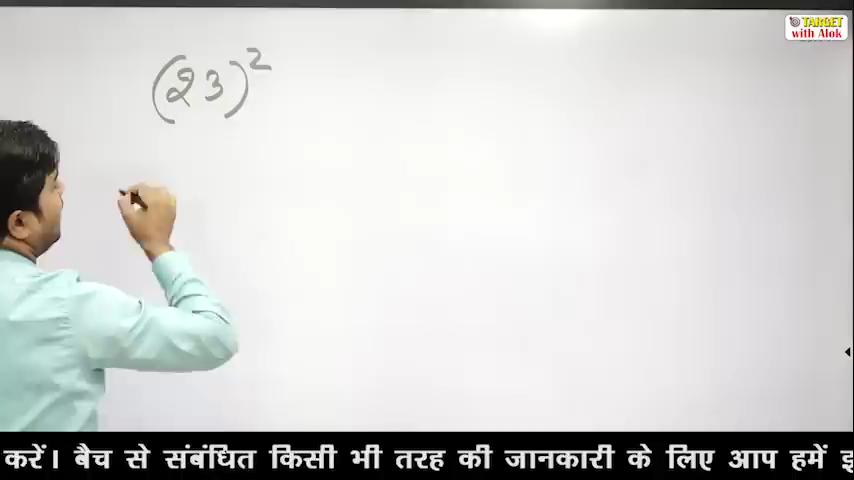 TARGET
with Alok
(23)²
करें। बैच से संबंधित किसी भी तरह की जानकारी के लिए आप हमें